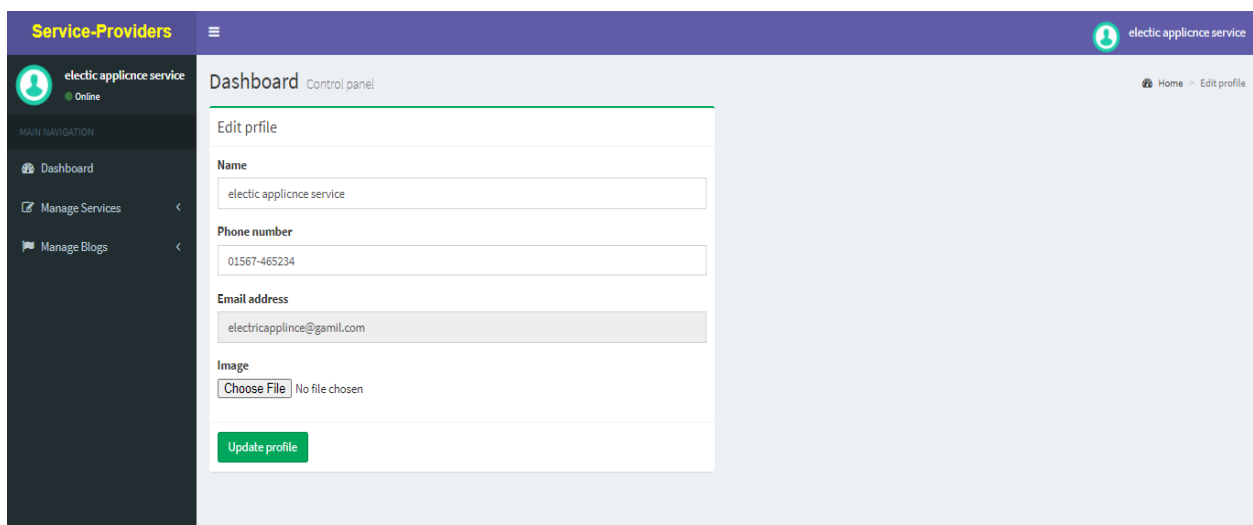 Service-Providers
electic applicnce service
electic applicnce service
Online
MAIN NAVIGATION
Dashboard
Manage Services
Manage Blogs
Dashboard Control panel
Home > Edit profile
Edit prfile
Name
electic applicnce service
Phone number
01567-465234
Email address
electricapplince@gamil.com
Image
Choose File No file chosen
Update profile